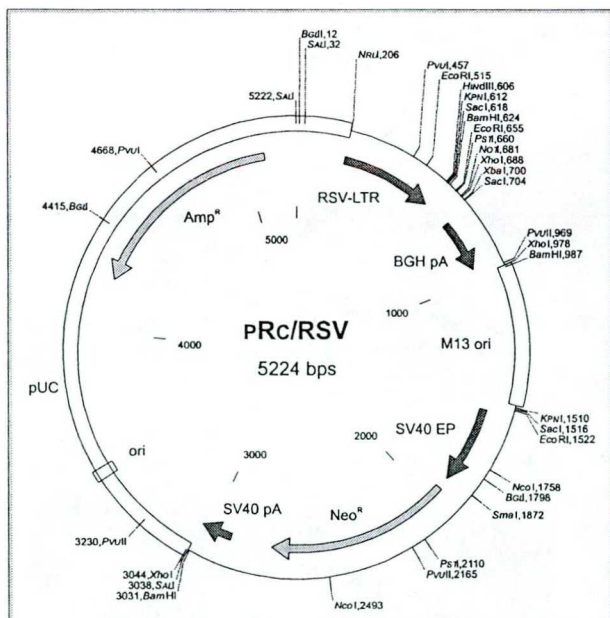 BGLII,12
SALI,32
NRUI,206
5222,SALI
PVUI,457
ECORI,515
HINDIII,606
KPNI,612
SACI,618
BAMHI,624
ECORI,655
PSTI,660
NOTI,681
XHOI,688
XBAI,700
SACI,704
4668,PVUI
4415,BGLI
AmpR
5000
RSV-LTR
BGH pA
PVUII,969
XHOI,978
BAMHI,987
1000
PRC/RSV
5224 bps
4000
M13 ori
pUC
ori
3000
2000
SV40 EP
KPNI,1510
SACI,1516
ECORI,1522
NCOI,1758
BGLI,1798
SMAI,1872
SV40 pA
NeoR
3230,PVUII
PSTI,2110
PVUII,2165
3044,XHOI
3038,SALI
3031,BAMHI
NCOI,2493